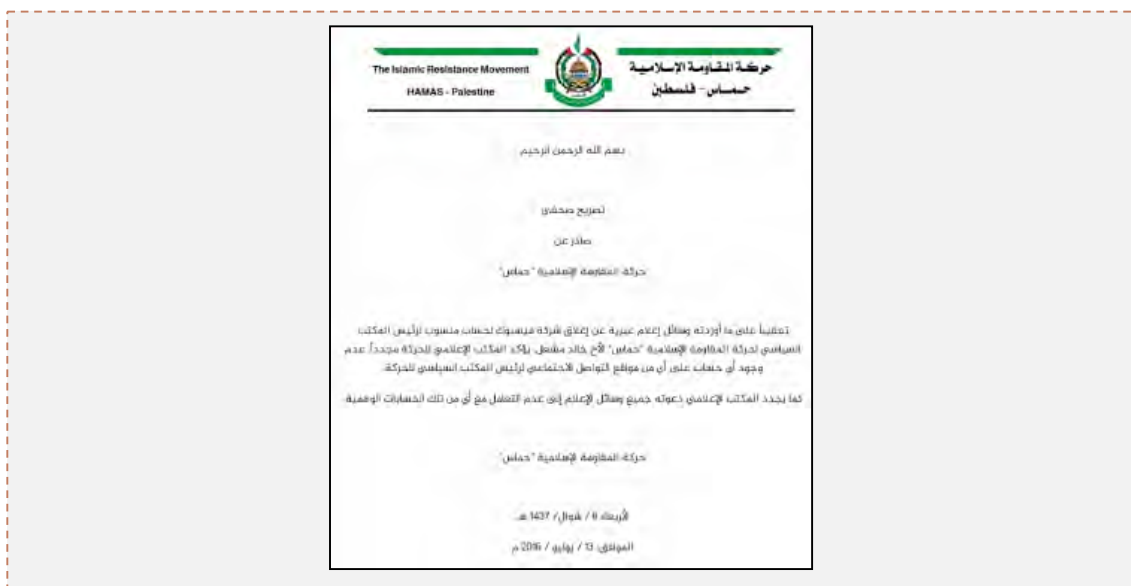 The Islamic Resistance Movement
HAMAS - Palestine
حركة المقاومة الإسلامية
حماس - فلسطين
بسم الله الرحمن الرحيم
تصريح صحفي
صادر عن
حركة المقاومة الإسلامية "حماس"
تعقيباً على ما أوردته وسائل إعلام عبرية عن إغلاق شركة فيسبوك لحساب منسوب لرئيس المكتب
السياسي لحركة المقاومة الإسلامية "حماس" الأخ خالد مشعل، يؤكد المكتب الإعلامي للحركة مجدداً عدم
وجود أي حساب على أي من مواقع التواصل الاجتماعي لرئيس المكتب السياسي للحركة.
كما يجدد المكتب الإعلامي دعوته جميع وسائل الإعلام إلى عدم التعامل مع أي من تلك الحسابات الوهمية.
حركة المقاومة الإسلامية "حماس"
الأربعاء / شوال / 1437 هـ
الموافق: 13 / يوليو / 2016 م